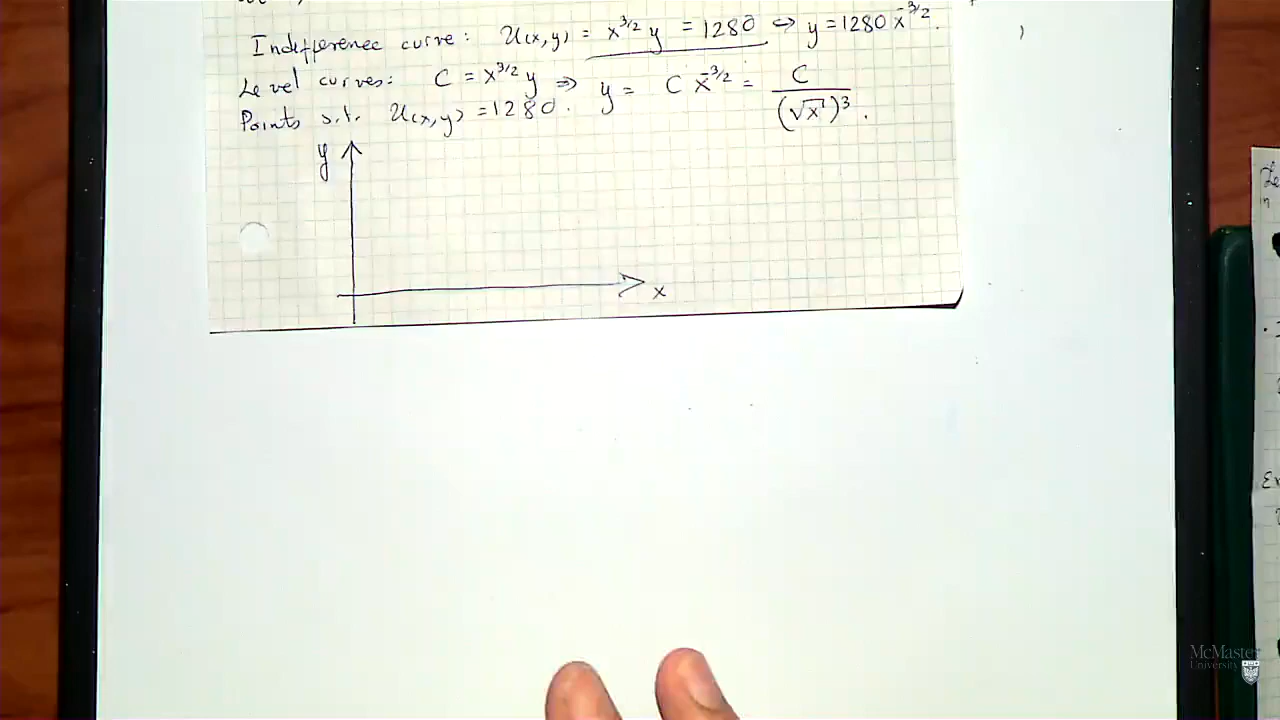 Indifference curve: U(x,y) = x^{3/2} y = 1280 ⇔ y = 1280 x^{-3/2}.
Level curves: C = x^{3/2} y ⇒ y = C x^{-3/2} = C / (√x)^3.
Points s.t. U(x,y) = 1280.
y
x
McMaster
University